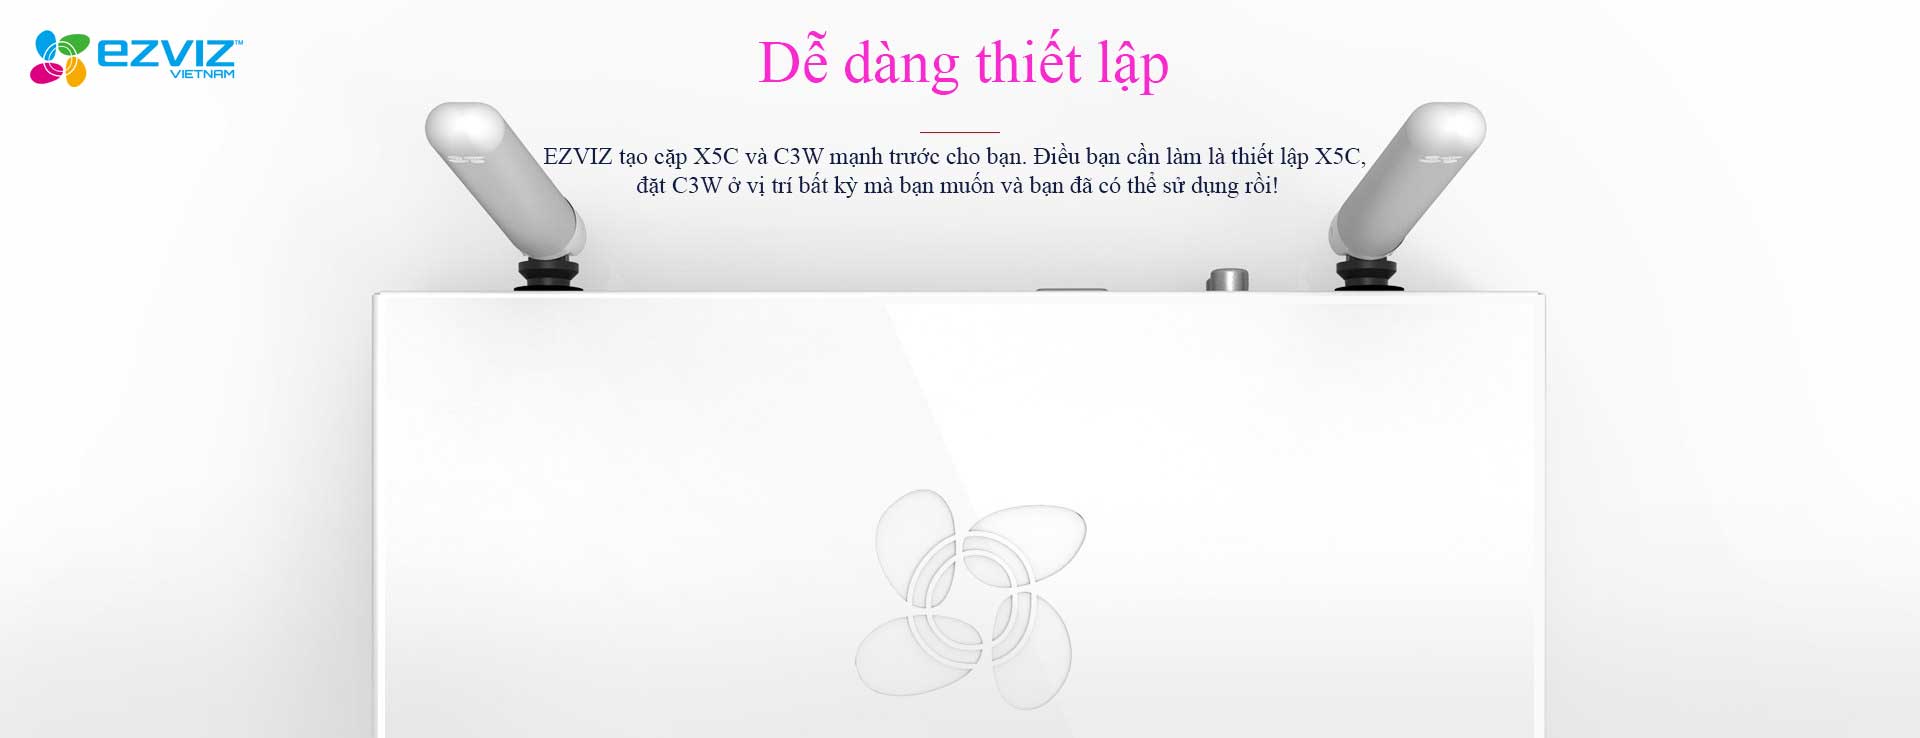 ezviz™
VIETNAM
Dễ dàng thiết lập
EZVIZ tạo cặp X5C và C3W mạnh trước cho bạn. Điều bạn cần làm là thiết lập X5C,
đặt C3W ở vị trí bất kỳ mà bạn muốn và bạn đã có thể sử dụng rồi!